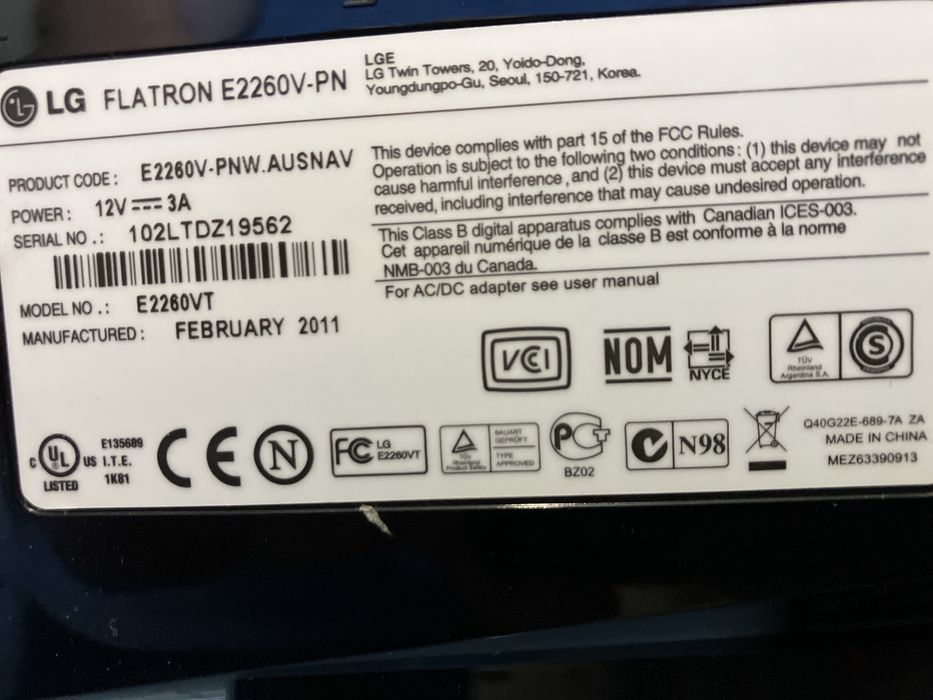 LG FLATRON E2260V-PN
LGE
LG Twin Towers, 20, Yoido-Dong,
Youngdungpo-Gu, Seoul, 150-721, Korea.
PRODUCT CODE : E2260V-PNW.AUSNAV
POWER : 12V 3A
SERIAL NO .: 102LTDZ19562
MODEL NO .: E2260VT
MANUFACTURED : FEBRUARY 2011
This device complies with part 15 of the FCC Rules.
Operation is subject to the following two conditions : (1) this device may not
cause harmful interference, and (2) this device must accept any interference
received, including interference that may cause undesired operation.
This Class B digital apparatus complies with Canadian ICES-003.
Cet appareil numérique de la classe B est conforme à la norme
NMB-003 du Canada.
For AC/DC adapter see user manual
VCI
NOM
NYCE
TÜV
Rheinland
Argentina S.A.
S
C UL US
LISTED
E135689
I.T.E.
1K81
CE
N
FC
LG
E2260VT
TÜV
Rheinland
Product Safety
BAUART
GEPRÜFT
TYPE
APPROVED
PCT
BZ02
N98
Q40G22E-689-7A ZA
MADE IN CHINA
MEZ63390913